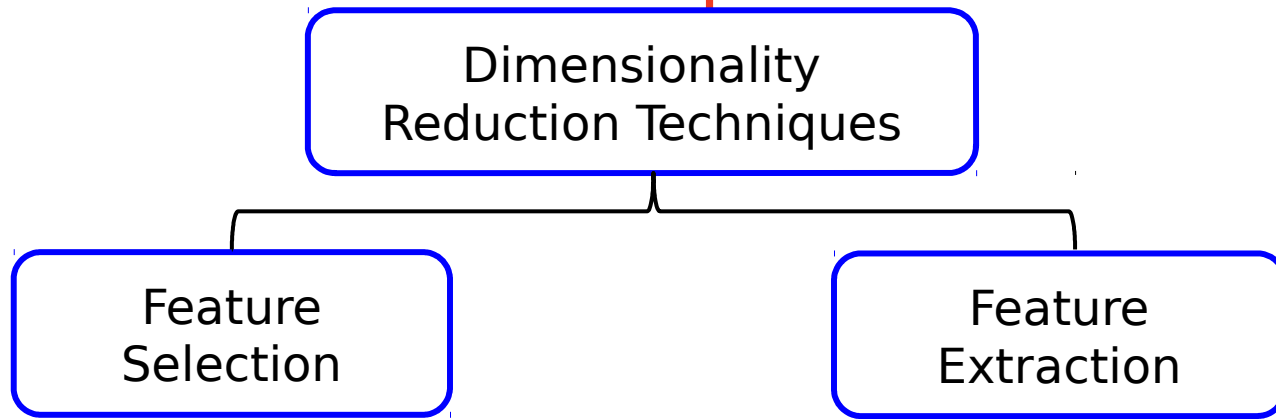 Dimensionality
Reduction Techniques
Feature
Selection
Feature
Extraction